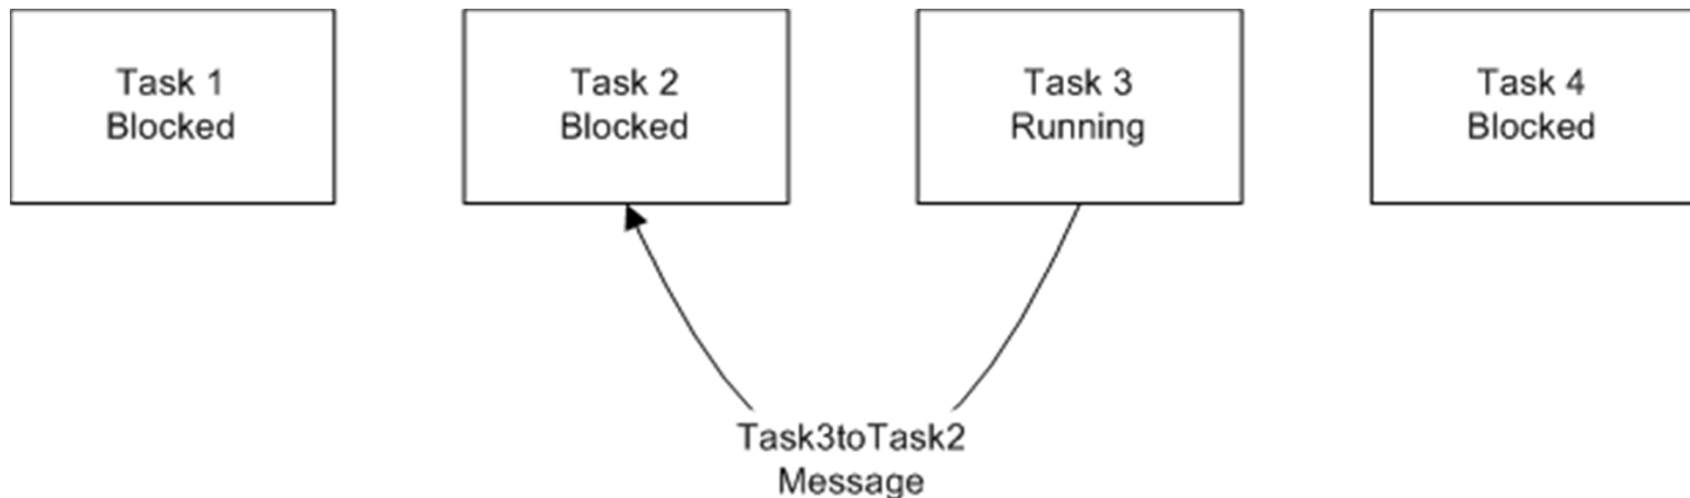 Task 1
Blocked
Task 2
Blocked
Task 3
Running
Task 4
Blocked
Task3toTask2
Message